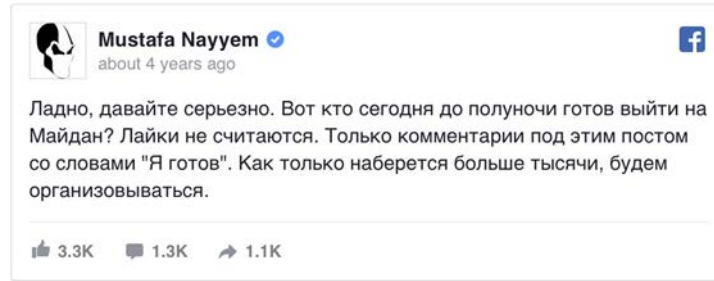 Mustafa Nayyem
about 4 years ago
Ладно, давайте серьезно. Вот кто сегодня до полуночи готов выйти на
Майдан? Лайки не считаются. Только комментарии под этим постом
со словами "Я готов". Как только наберется больше тысячи, будем
организовываться.
3.3K 1.3K 1.1K